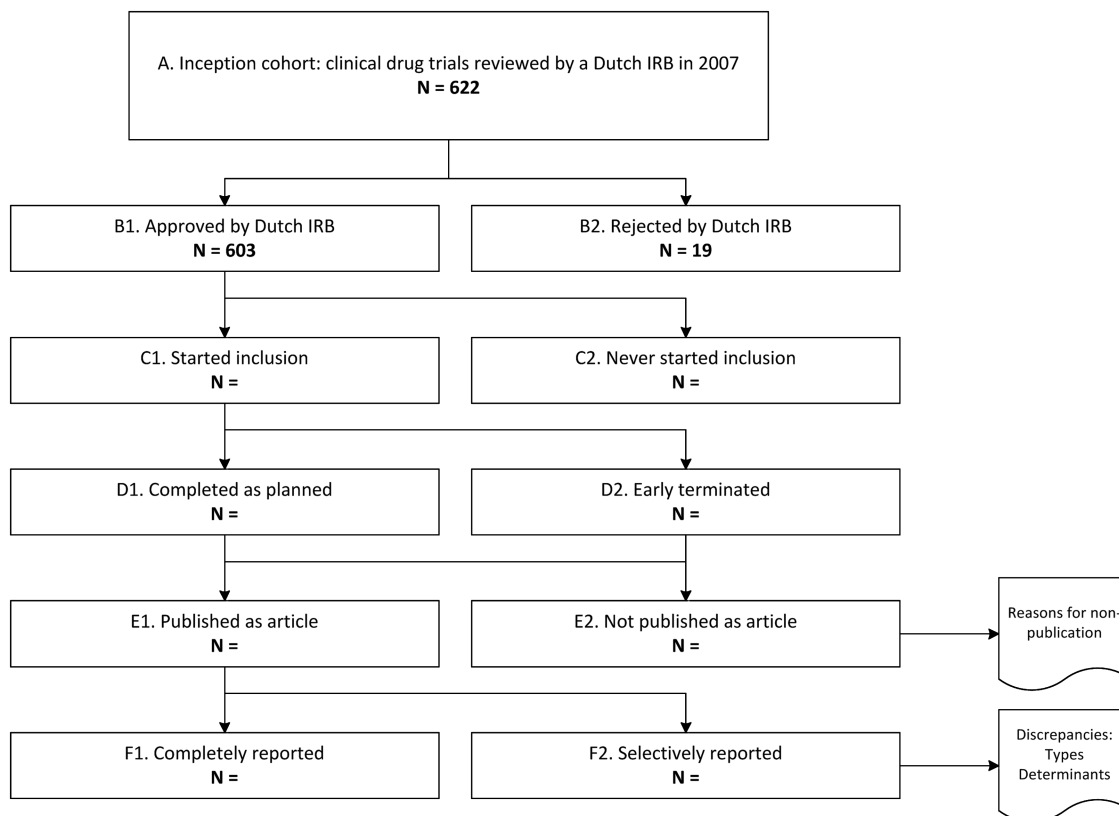 A. Inception cohort: clinical drug trials reviewed by a Dutch IRB in 2007
N = 622
B1. Approved by Dutch IRB
N = 603
B2. Rejected by Dutch IRB
N = 19
C1. Started inclusion
N =
C2. Never started inclusion
N =
D1. Completed as planned
N =
D2. Early terminated
N =
E1. Published as article
N =
E2. Not published as article
N =
Reasons for non-
publication
F1. Completely reported
N =
F2. Selectively reported
N =
Discrepancies:
Types
Determinants